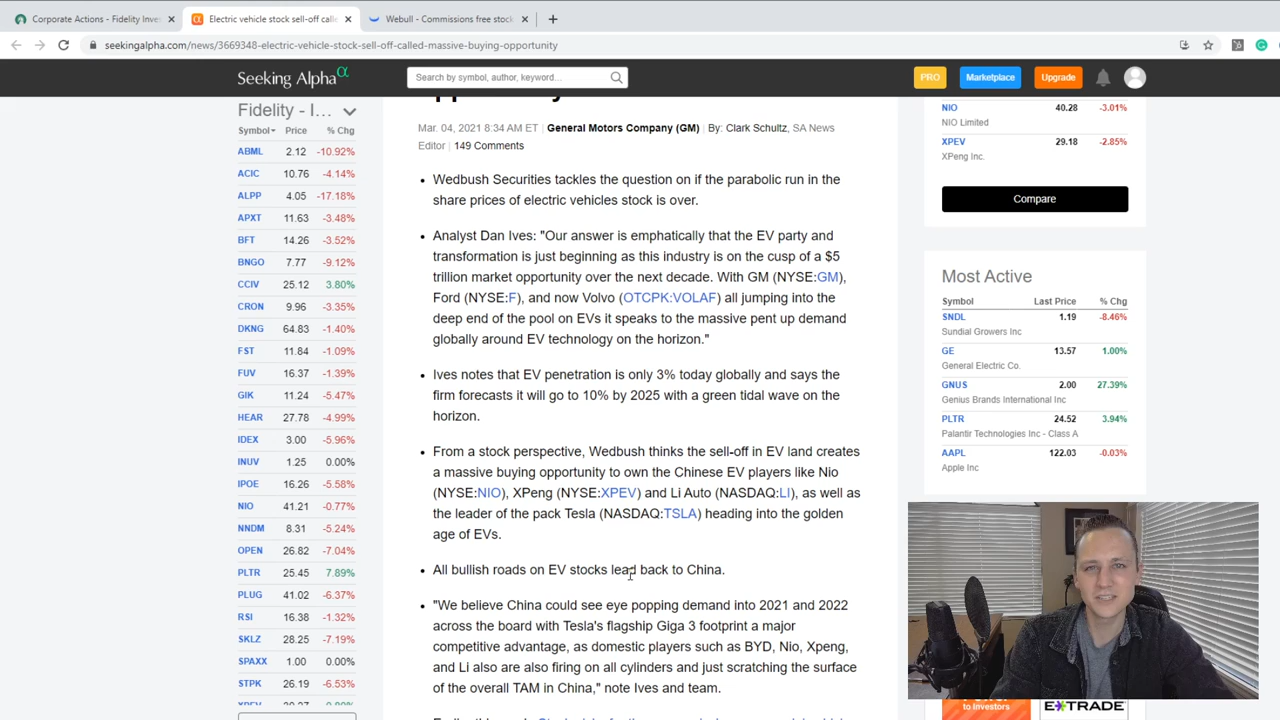 Corporate Actions - Fidelity Inves
Electric vehicle stock sell-off calle
Webull - Commissions free stock
seekingalpha.com/news/3669348-electric-vehicle-stock-sell-off-called-massive-buying-opportunity
Seeking Alpha α
Search by symbol, author, keyword...
PRO
Marketplace
Upgrade
Fidelity - I...
Symbol Price % Chg
ABML 2.12 -10.92%
ACIC 10.76 -4.14%
ALPP 4.05 -17.18%
APXT 11.63 -3.48%
BFT 14.26 -3.52%
BNGO 7.77 -9.12%
CCIV 25.12 3.80%
CRON 9.96 -3.35%
DKNG 64.83 -1.40%
FST 11.84 -1.09%
FUV 16.37 -1.39%
GIK 11.24 -5.47%
HEAR 27.78 -4.99%
IDEX 3.00 -5.96%
INUV 1.25 0.00%
IPOE 16.26 -5.58%
NIO 41.21 -0.77%
NNDM 8.31 -5.24%
OPEN 26.82 -7.04%
PLTR 25.45 7.89%
PLUG 41.02 -6.37%
RSI 16.38 -1.32%
SKLZ 28.25 -7.19%
SPAXX 1.00 0.00%
STPK 26.19 -6.53%
Mar. 04, 2021 8:34 AM ET | General Motors Company (GM) | By: Clark Schultz, SA News
Editor | 149 Comments
• Wedbush Securities tackles the question on if the parabolic run in the
share prices of electric vehicles stock is over.
• Analyst Dan Ives: "Our answer is emphatically that the EV party and
transformation is just beginning as this industry is on the cusp of a $5
trillion market opportunity over the next decade. With GM (NYSE:GM),
Ford (NYSE:F), and now Volvo (OTCPK:VOLAF) all jumping into the
deep end of the pool on EVs it speaks to the massive pent up demand
globally around EV technology on the horizon."
• Ives notes that EV penetration is only 3% today globally and says the
firm forecasts it will go to 10% by 2025 with a green tidal wave on the
horizon.
• From a stock perspective, Wedbush thinks the sell-off in EV land creates
a massive buying opportunity to own the Chinese EV players like Nio
(NYSE:NIO), XPeng (NYSE:XPEV) and Li Auto (NASDAQ:LI), as well as
the leader of the pack Tesla (NASDAQ:TSLA) heading into the golden
age of EVs.
• All bullish roads on EV stocks lead back to China.
• "We believe China could see eye popping demand into 2021 and 2022
across the board with Tesla's flagship Giga 3 footprint a major
competitive advantage, as domestic players such as BYD, Nio, Xpeng,
and Li also are also firing on all cylinders and just scratching the surface
of the overall TAM in China," note Ives and team.
NIO 40.28 -3.01%
NIO Limited
XPEV 29.18 -2.85%
XPeng Inc.
Compare
Most Active
Symbol Last Price % Chg
SNDL 1.19 -8.46%
Sundial Growers Inc
GE 13.57 1.00%
General Electric Co.
GNUS 2.00 27.39%
Genius Brands International Inc
PLTR 24.52 3.94%
Palantir Technologies Inc - Class A
AAPL 122.03 -0.03%
Apple Inc
to Investors
E*TRADE